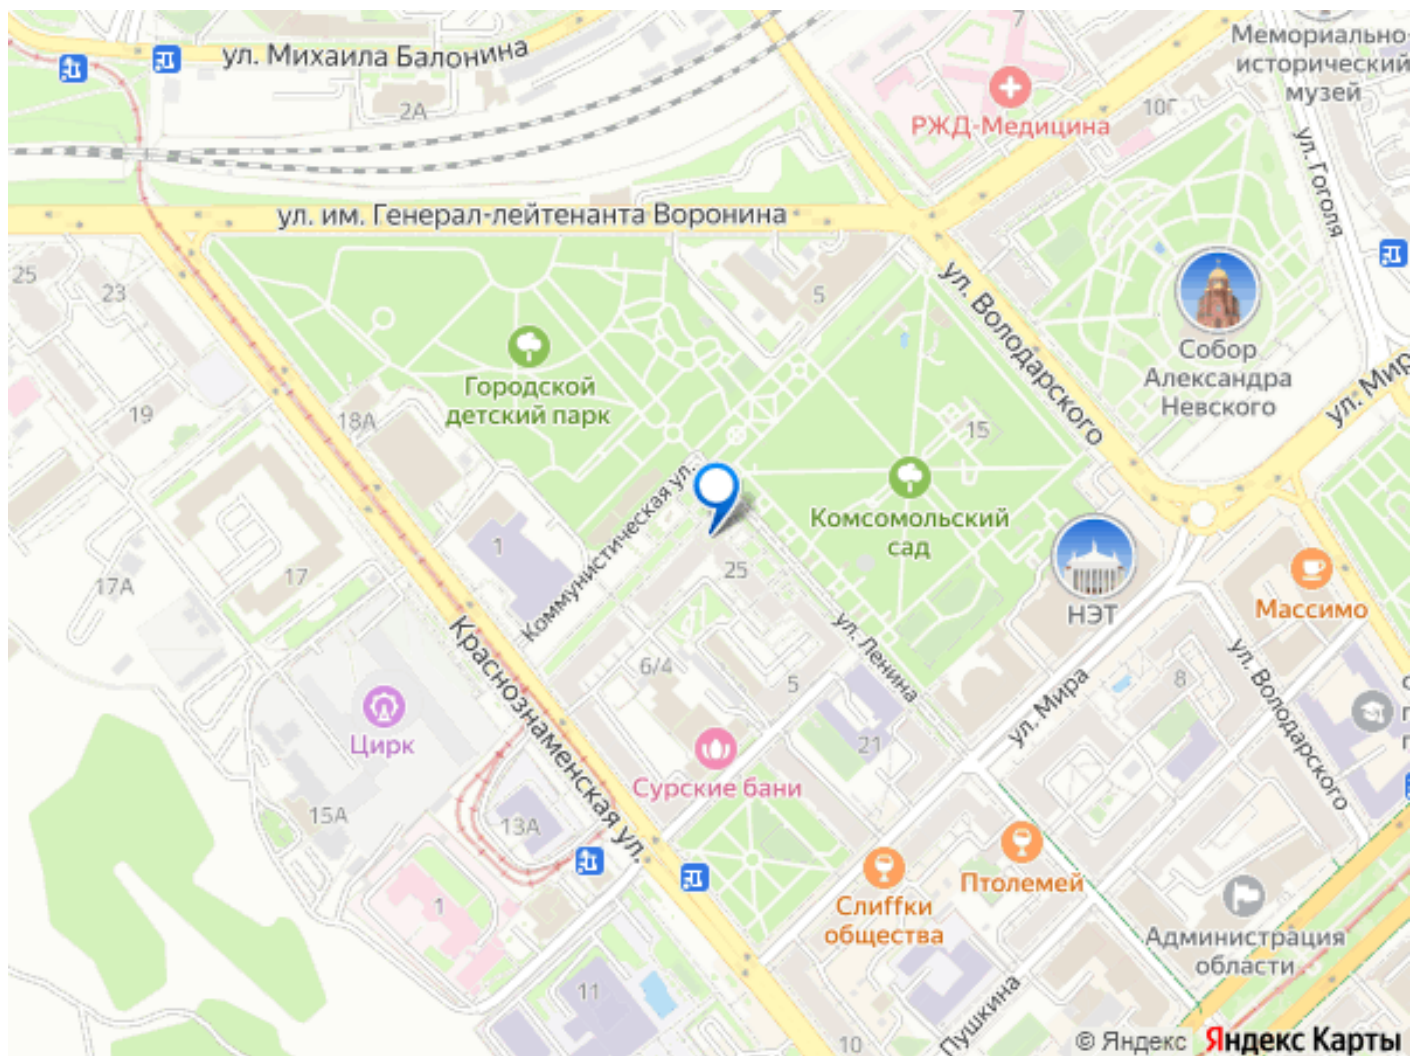 Мемориально-
исторический
музей
ул. Михаила Балонина
7
2А
10Г
РЖД-Медицина
ул. Гоголя
ул. им. Генерал-лейтенанта Воронина
25
23
5
ул. Володарского
Собор
Александра
Невского
Городской
детский парк
ул. Мир
19
18А
15
Комсомольский
сад
Коммунистическая ул.
1
25
17
17А
НЭТ
Массимо
Краснознаменская ул.
ул. Ленина
6/4
5
8
ул. Мира
ул. Володарского
Цирк
21
Сурские бани
15А
13А
Птолемей
Слиffки
общества
1
Администрация
области
11
10
Пушкина
© Яндекс Яндекс Карты